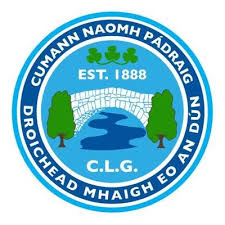 CUMANN NAOMH PÁDRAIG
EST. 1888
C.L.G.
DROICHEAD MHAIGH EO AN DÚN